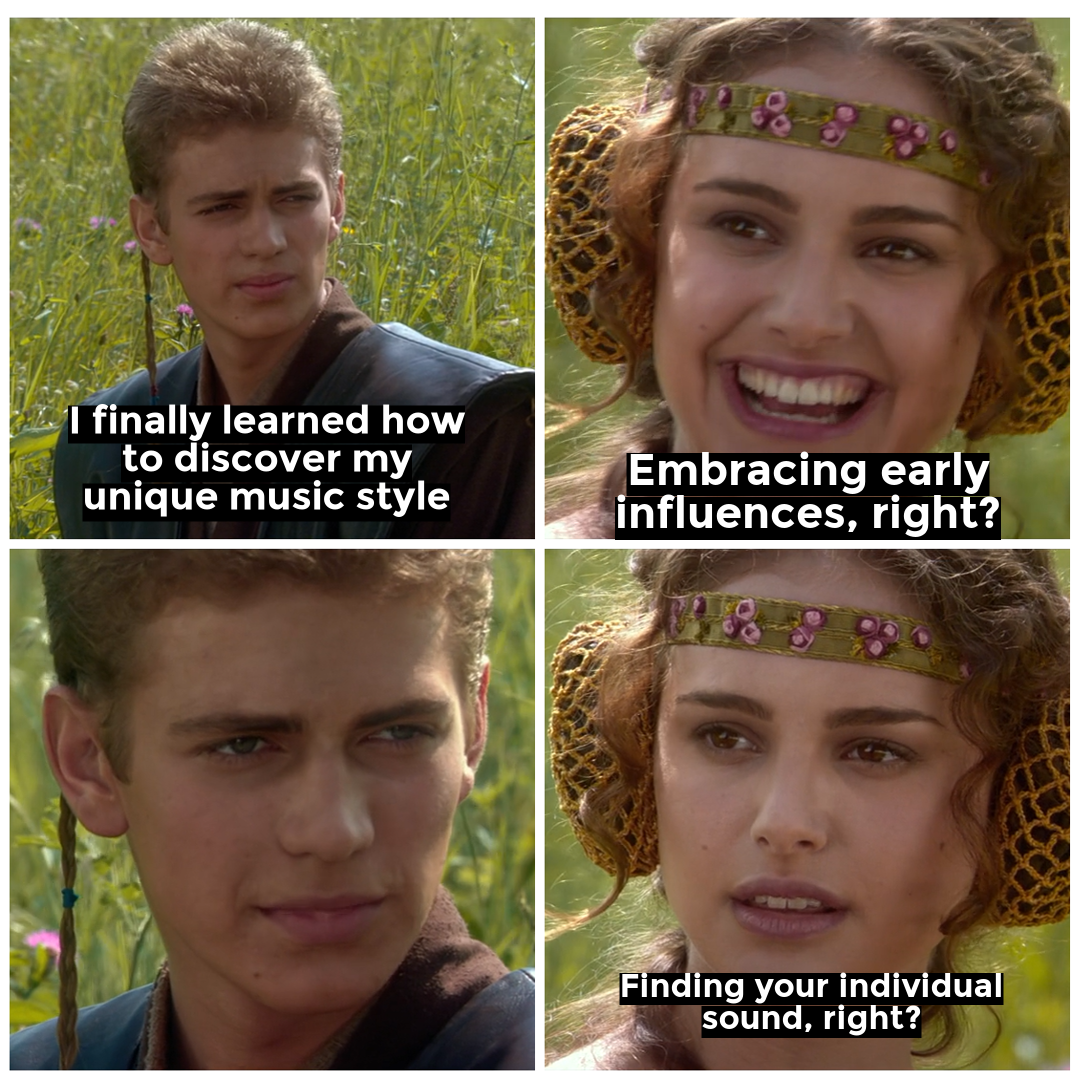 I finally learned how
to discover my
unique music style
Embracing early
influences, right?
Finding your individual
sound, right?